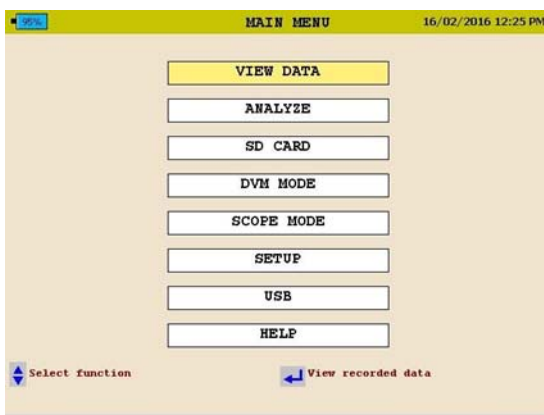 95% MAIN MENU 16/02/2016 12:25 PM
VIEW DATA
ANALYZE
SD CARD
DVM MODE
SCOPE MODE
SETUP
USB
HELP
Select function View recorded data